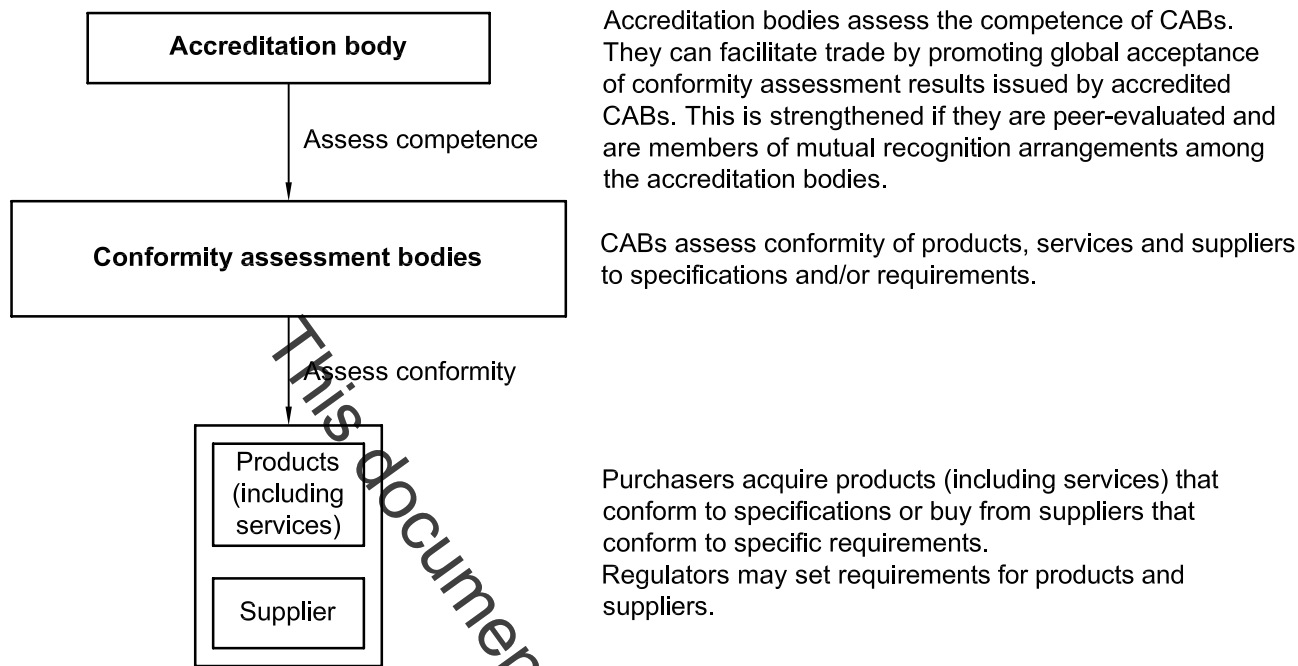 Accreditation body
Accreditation bodies assess the competence of CABs.
They can facilitate trade by promoting global acceptance
of conformity assessment results issued by accredited
CABs. This is strengthened if they are peer-evaluated and
are members of mutual recognition arrangements among
the accreditation bodies.
Assess competence
Conformity assessment bodies
CABs assess conformity of products, services and suppliers
to specifications and/or requirements.
Assess conformity
Products
(including
services)
Supplier
Purchasers acquire products (including services) that
conform to specifications or buy from suppliers that
conform to specific requirements.
Regulators may set requirements for products and
suppliers.
This